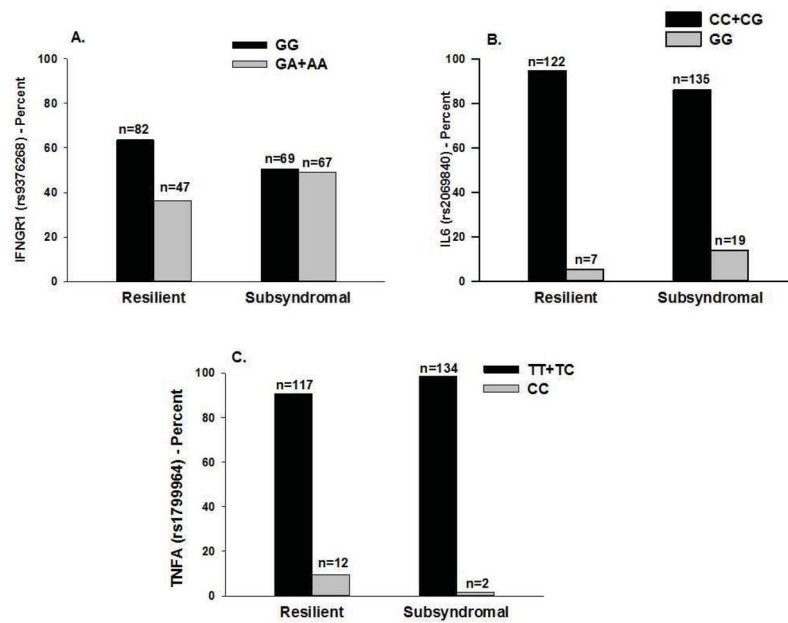 A.
GG
GA+AA
IFNGR1 (rs9376268) - Percent
100
80
60
40
20
0
n=82
n=47
n=69
n=67
Resilient
Subsyndromal
B.
CC+CG
GG
IL6 (rs2069840) - Percent
100
80
60
40
20
0
n=122
n=7
n=135
n=19
Resilient
Subsyndromal
C.
TT+TC
CC
TNFA (rs1799964) - Percent
100
80
60
40
20
0
n=117
n=12
n=134
n=2
Resilient
Subsyndromal